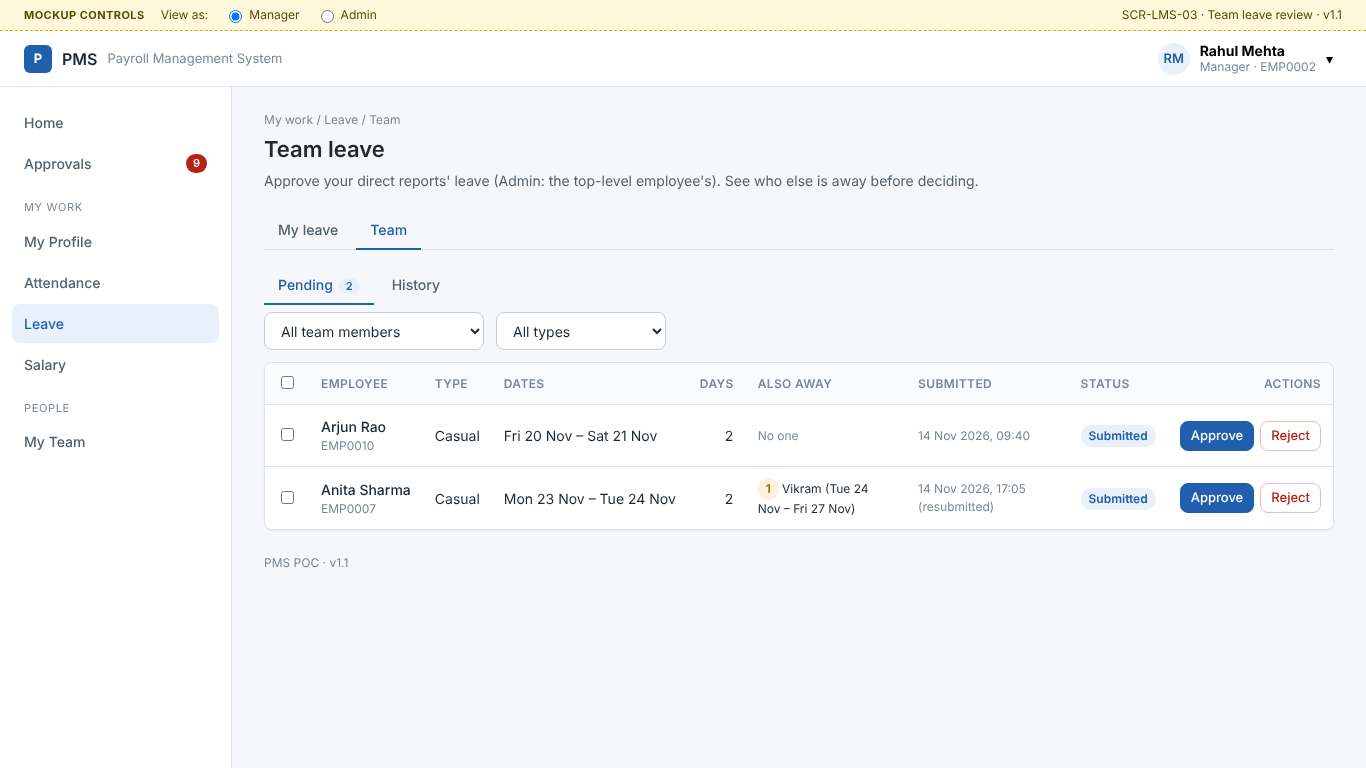 MOCKUP CONTROLS View as: Manager Admin SCR-LMS-03 · Team leave review · v1.1
P PMS Payroll Management System RM Rahul Mehta ▼
Manager · EMP0002
Home
Approvals 9
MY WORK
My Profile
Attendance
Leave
Salary
PEOPLE
My Team
My work / Leave / Team
Team leave
Approve your direct reports' leave (Admin: the top-level employee's). See who else is away before deciding.
My leave Team
Pending 2 History
All team members All types
EMPLOYEE TYPE DATES DAYS ALSO AWAY SUBMITTED STATUS ACTIONS
Arjun Rao
EMP0010 Casual Fri 20 Nov – Sat 21 Nov 2 No one 14 Nov 2026, 09:40 Submitted Approve Reject
Anita Sharma
EMP0007 Casual Mon 23 Nov – Tue 24 Nov 2 1 Vikram (Tue 24
Nov – Fri 27 Nov) 14 Nov 2026, 17:05
(resubmitted) Submitted Approve Reject
PMS POC · v1.1